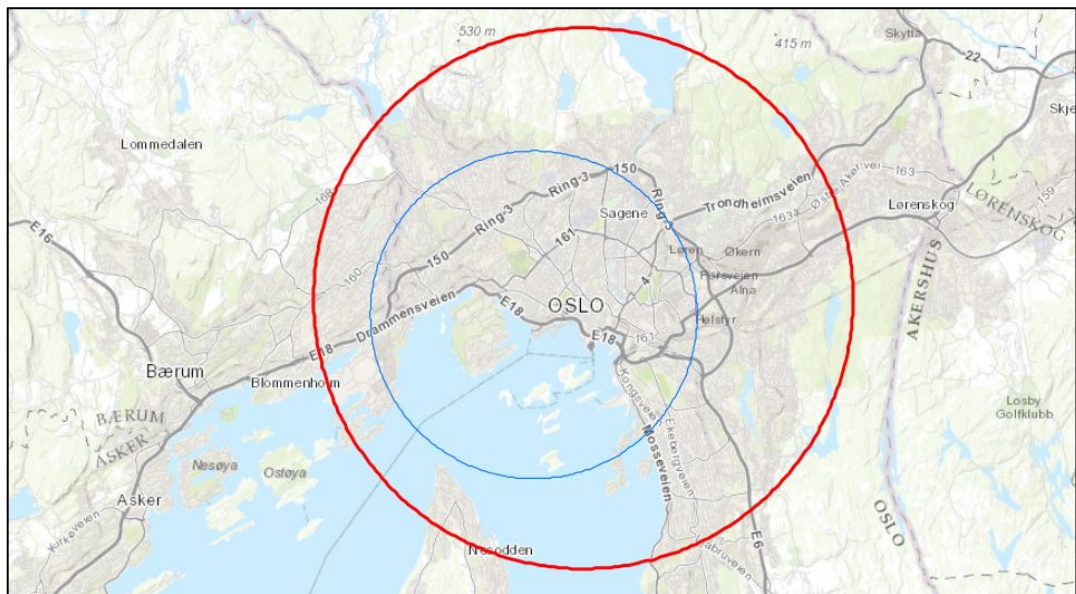 530 m
415 m
Skytta
22
Skje
Lommedalen
168
150
Ring-3
163
Trondheimsveien
Sagene
Ring-3
159
LØRENSKOG
Lørenskog
E16
161
Løren
Økern
160
150
4
Alna
AKERSHUS
Drammensveien
E18
OSLO
Helsfyr
E18
161
E18
Bærum
Blommenholm
BÆRUM
ASKER
Kongsveien
Ekebergveien
Mosseveien
Losby
Golfklubb
Nesøya
Ostøya
Asker
OSLO
E6
Nesodden